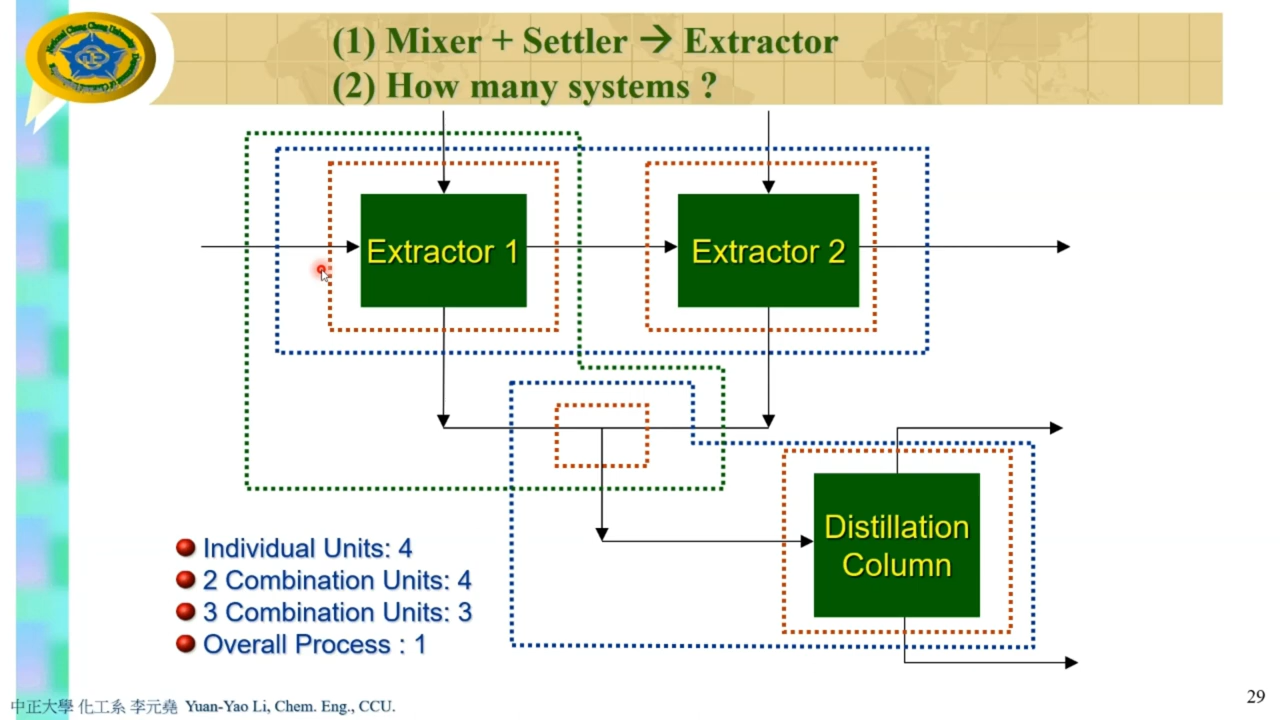 (1) Mixer + Settler → Extractor
(2) How many systems ?
Extractor 1
Extractor 2
Distillation
Column
Individual Units: 4
2 Combination Units: 4
3 Combination Units: 3
Overall Process : 1
中正大學 化工系 李元堯 Yuan-Yao Li, Chem. Eng., CCU.
29